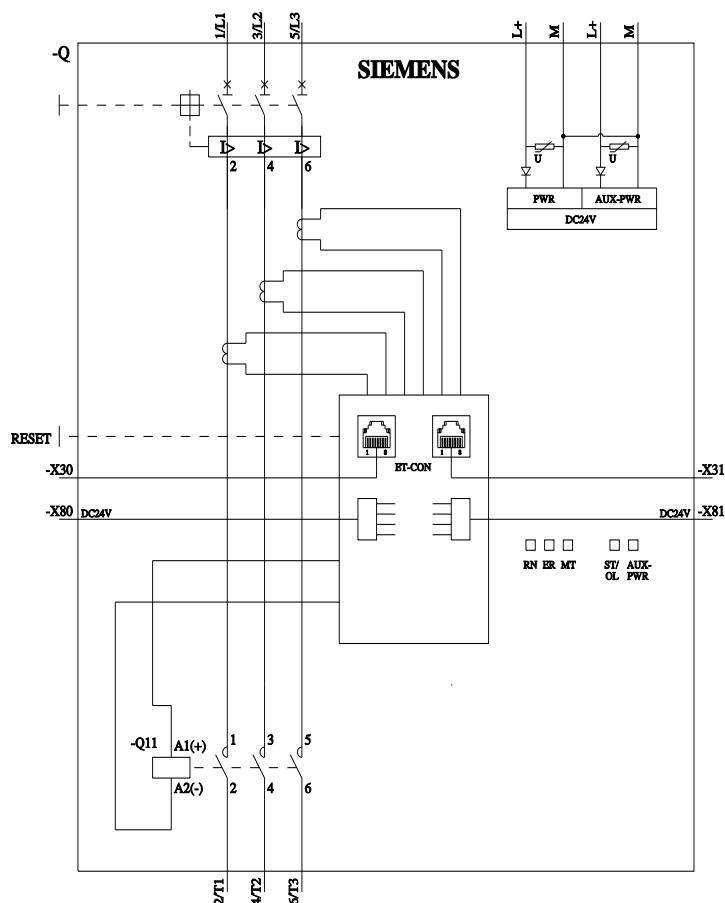 1/L1 3/L2 5/L3 L+ M L+ M
-Q
SIEMENS
I> I> I>
2 4 6
U U
PWR AUX-PWR
DC24V
RESET
1 8 1 8
ET-CON
-X30 -X31
-X80 DC24V DC24V -X81
RN ER MT ST/ AUX-
OL PWR
-Q11 A1(+) 1 3 5
A2(-) 2 4 6
2/T1 4/T2 6/T3